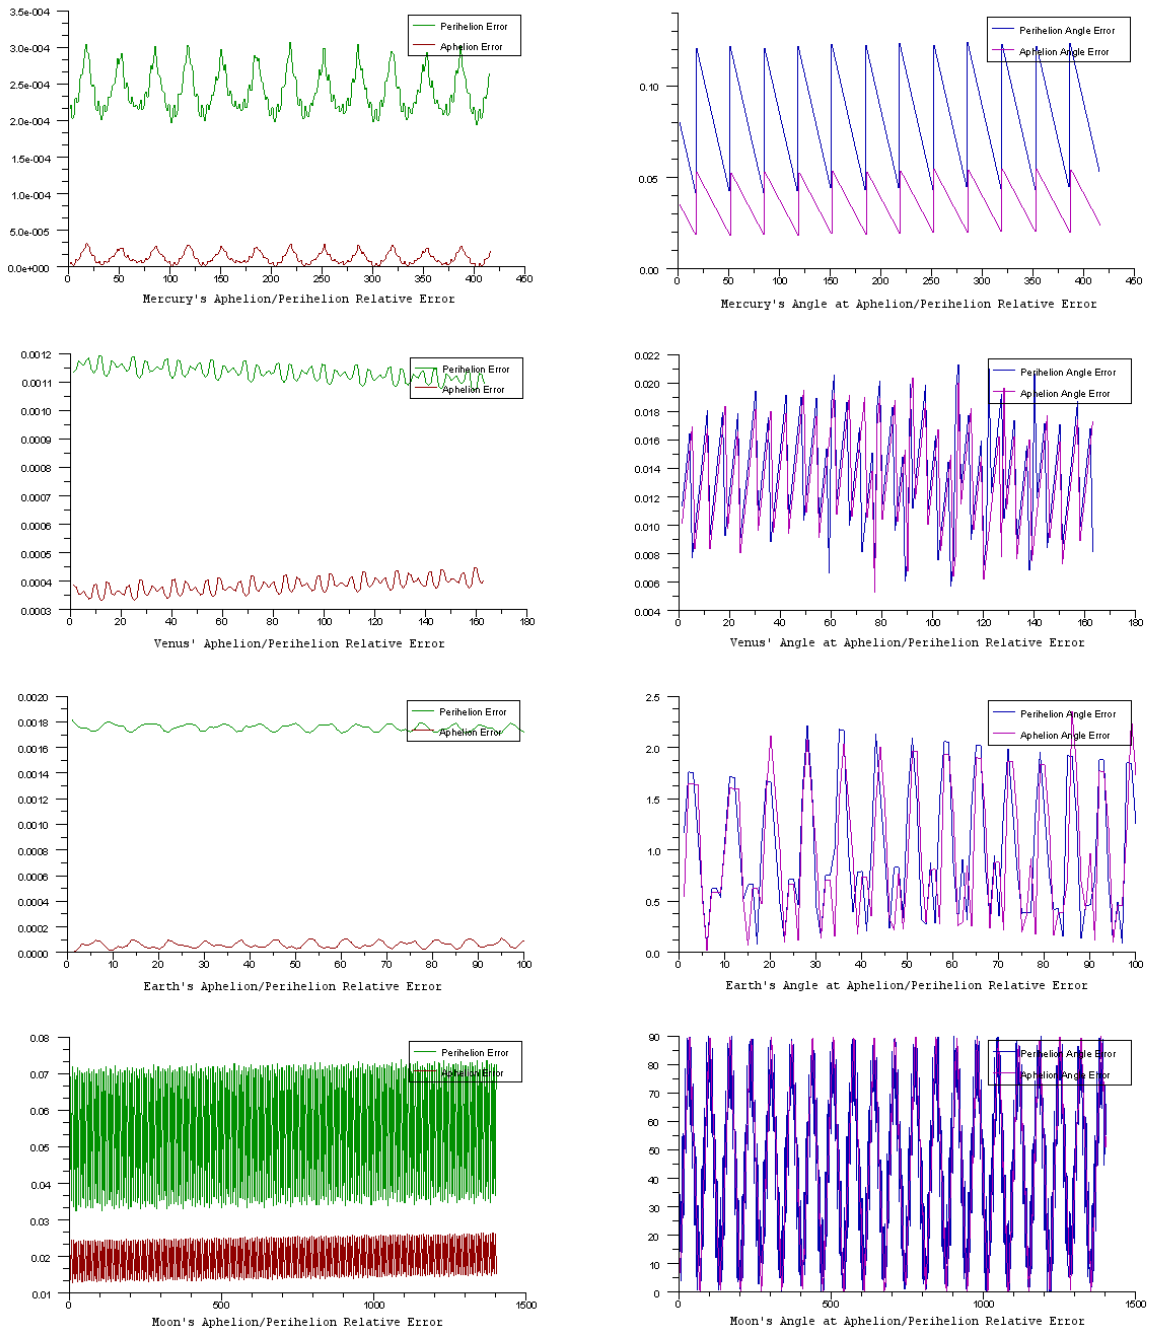 3.5e-004
3.0e-004
2.5e-004
2.0e-004
1.5e-004
1.0e-004
5.0e-005
0.0e+000
0 50 100 150 200 250 300 350 400 450
Perihelion Error
Aphelion Error
Mercury's Aphelion/Perihelion Relative Error
0.10
0.05
0.00
0 50 100 150 200 250 300 350 400 450
Perihelion Angle Error
Aphelion Angle Error
Mercury's Angle at Aphelion/Perihelion Relative Error
0.0012
0.0011
0.0010
0.0009
0.0008
0.0007
0.0006
0.0005
0.0004
0.0003
0 20 40 60 80 100 120 140 160 180
Perihelion Error
Aphelion Error
Venus' Aphelion/Perihelion Relative Error
0.022
0.020
0.018
0.016
0.014
0.012
0.010
0.008
0.006
0.004
0 20 40 60 80 100 120 140 160 180
Perihelion Angle Error
Aphelion Angle Error
Venus' Angle at Aphelion/Perihelion Relative Error
0.0020
0.0018
0.0016
0.0014
0.0012
0.0010
0.0008
0.0006
0.0004
0.0002
0.0000
0 10 20 30 40 50 60 70 80 90 100
Perihelion Error
Aphelion Error
Earth's Aphelion/Perihelion Relative Error
2.5
2.0
1.5
1.0
0.5
0.0
0 10 20 30 40 50 60 70 80 90 100
Perihelion Angle Error
Aphelion Angle Error
Earth's Angle at Aphelion/Perihelion Relative Error
0.08
0.07
0.06
0.05
0.04
0.03
0.02
0.01
0 500 1000 1500
Perihelion Error
Aphelion Error
Moon's Aphelion/Perihelion Relative Error
90
80
70
60
50
40
30
20
10
0
0 500 1000 1500
Perihelion Angle Error
Aphelion Angle Error
Moon's Angle at Aphelion/Perihelion Relative Error